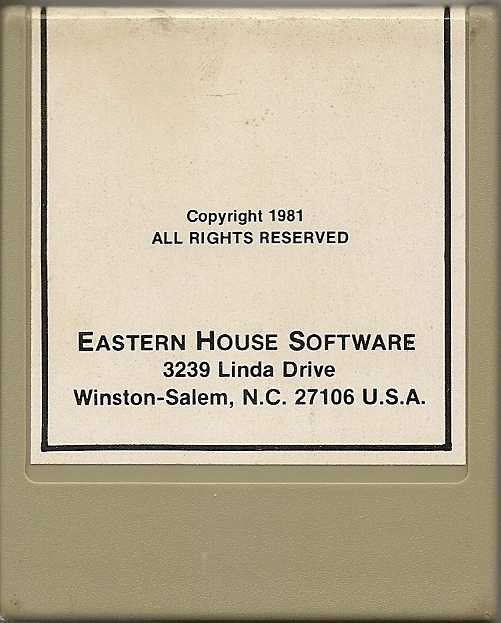 Copyright 1981
ALL RIGHTS RESERVED
EASTERN HOUSE SOFTWARE
3239 Linda Drive
Winston-Salem, N.C. 27106 U.S.A.